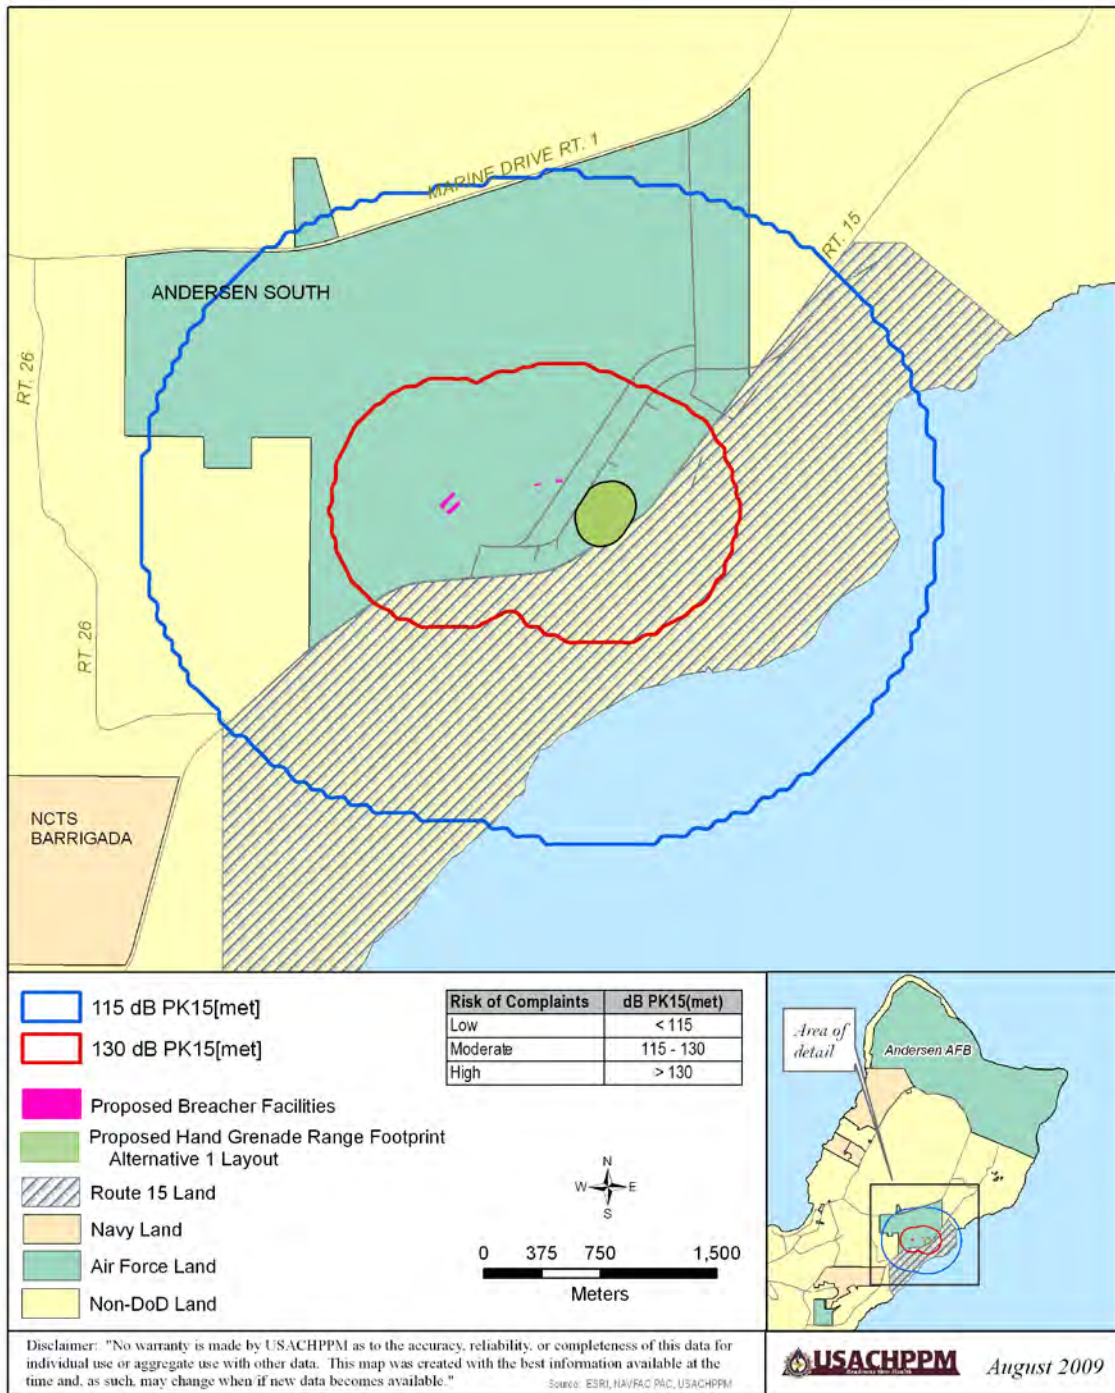 MARINE DRIVE RT. 1
RT. 15
ANDERSEN SOUTH
RT. 26
RT. 26
NCTS
BARRIGADA
115 dB PK15[met]
130 dB PK15[met]
Proposed Breacher Facilities
Proposed Hand Grenade Range Footprint
Alternative 1 Layout
Route 15 Land
Navy Land
Air Force Land
Non-DoD Land
Risk of Complaints dB PK15(met)
Low < 115
Moderate 115 - 130
High > 130
N
W E
S
0 375 750 1,500
Meters
Area of
detail
Andersen AFB
Disclaimer: "No warranty is made by USACHPPM as to the accuracy, reliability, or completeness of this data for
individual use or aggregate use with other data. This map was created with the best information available at the
time and, as such, may change when if new data becomes available."
Source: ESRI, NAVFAC PAC, USACHPPM
USACHPPM
August 2009